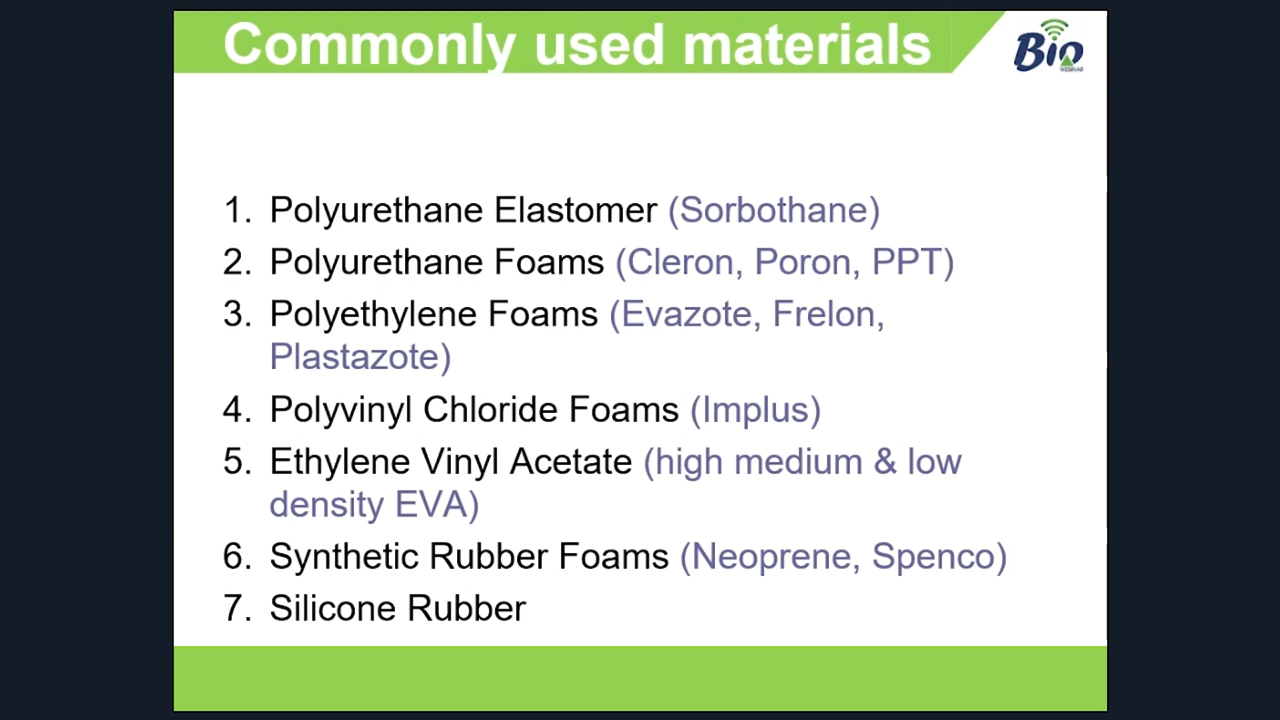 Commonly used materials
Bio
WEBINAR
1. Polyurethane Elastomer (Sorbothane)
2. Polyurethane Foams (Cleron, Poron, PPT)
3. Polyethylene Foams (Evazote, Frelon,
Plastazote)
4. Polyvinyl Chloride Foams (Implus)
5. Ethylene Vinyl Acetate (high medium & low
density EVA)
6. Synthetic Rubber Foams (Neoprene, Spenco)
7. Silicone Rubber